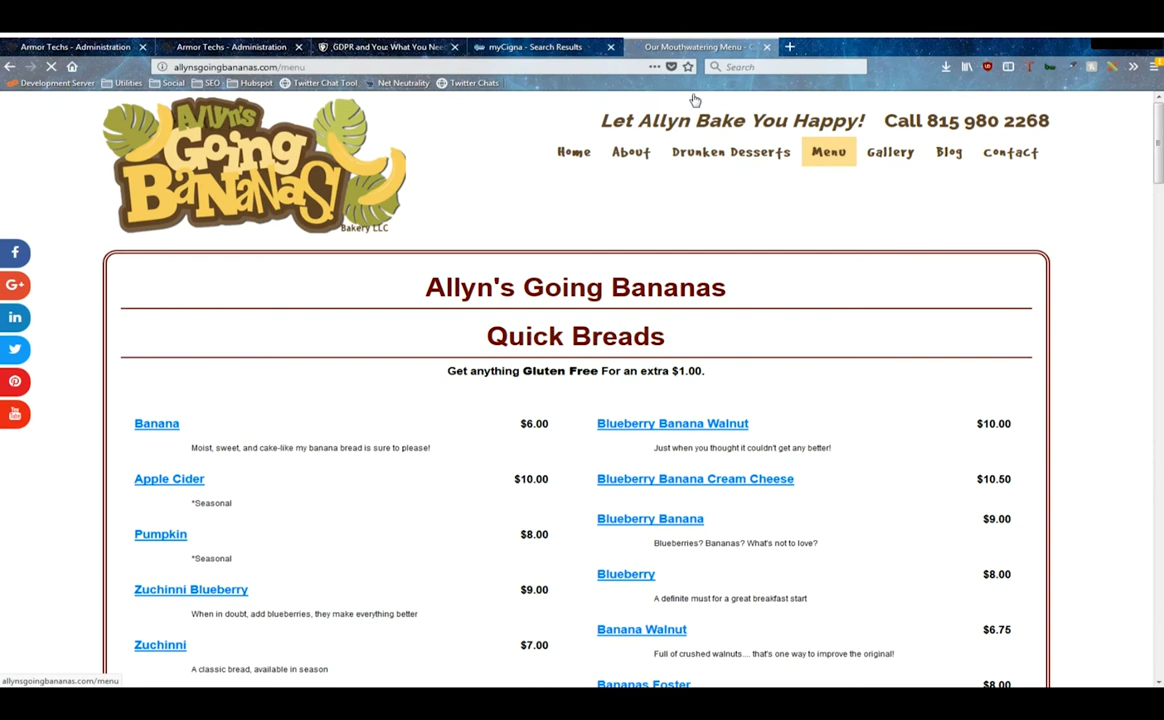 Armor Techs - Administration
Armor Techs - Administration
GDPR and You: What You Nee
myCigna - Search Results
Our Mouthwatering Menu - C
allynsgoingbananas.com/menu
Search
Development Server
Utilities
Social
SEO
Hubspot
Twitter Chat Tool
Net Neutrality
Twitter Chats
Allyn's
Going
BaNaNaS!
Bakery LLC
Let Allyn Bake You Happy! Call 815 980 2268
Home About Drunken Desserts Menu Gallery Blog Contact
Allyn's Going Bananas
Quick Breads
Get anything Gluten Free For an extra $1.00.
Banana $6.00
Moist, sweet, and cake-like my banana bread is sure to please!
Apple Cider $10.00
*Seasonal
Pumpkin $8.00
*Seasonal
Zuchinni Blueberry $9.00
When in doubt, add blueberries, they make everything better
Zuchinni $7.00
A classic bread, available in season
Blueberry Banana Walnut $10.00
Just when you thought it couldn't get any better!
Blueberry Banana Cream Cheese $10.50
Blueberry Banana $9.00
Blueberries? Bananas? What's not to love?
Blueberry $8.00
A definite must for a great breakfast start
Banana Walnut $6.75
Full of crushed walnuts.... that's one way to improve the original!
Bananas Foster $8.00
allynsgoingbananas.com/menu